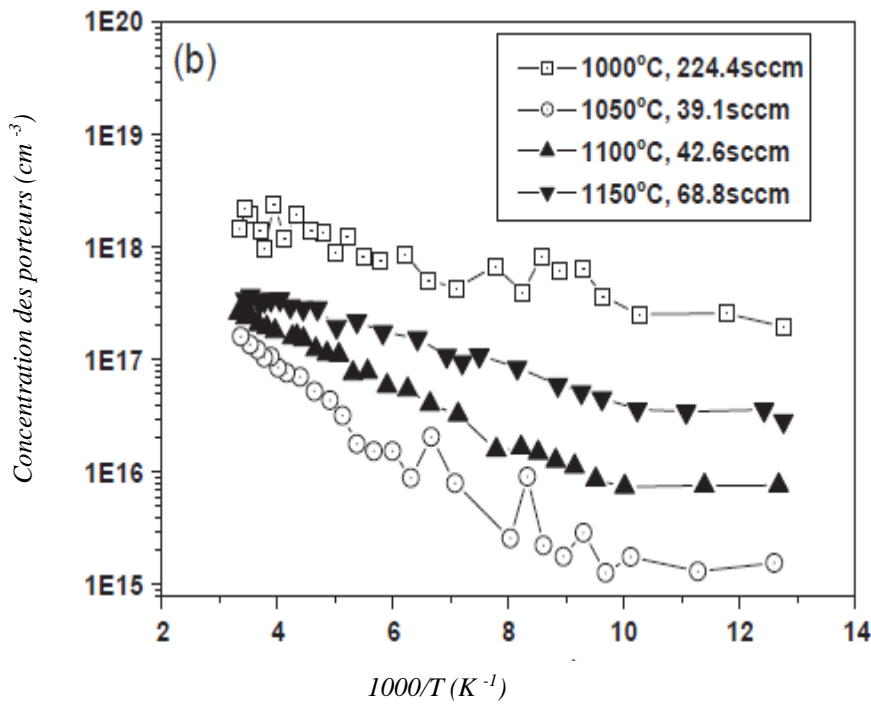 1E20
(b)
1000°C, 224.4sccm
1050°C, 39.1sccm
1100°C, 42.6sccm
1150°C, 68.8sccm
1E19
1E18
1E17
1E16
1E15
Concentration des porteurs (cm -3)
2 4 6 8 10 12 14
1000/T (K -1)